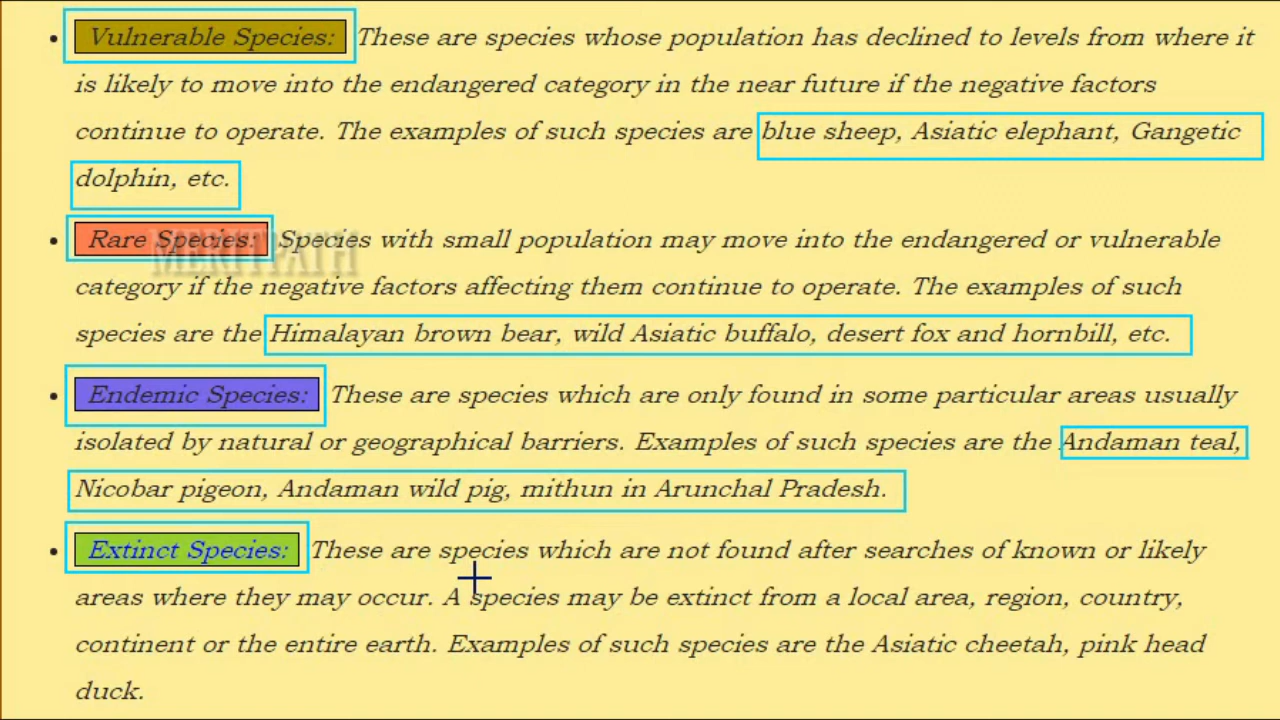 • Vulnerable Species: These are species whose population has declined to levels from where it
is likely to move into the endangered category in the near future if the negative factors
continue to operate. The examples of such species are blue sheep, Asiatic elephant, Gangetic
dolphin, etc.
• Rare Species: Species with small population may move into the endangered or vulnerable
MERITPATH
category if the negative factors affecting them continue to operate. The examples of such
species are the Himalayan brown bear, wild Asiatic buffalo, desert fox and hornbill, etc.
• Endemic Species: These are species which are only found in some particular areas usually
isolated by natural or geographical barriers. Examples of such species are the Andaman teal,
Nicobar pigeon, Andaman wild pig, mithun in Arunchal Pradesh.
• Extinct Species: These are species which are not found after searches of known or likely
areas where they may occur. A species may be extinct from a local area, region, country,
continent or the entire earth. Examples of such species are the Asiatic cheetah, pink head
duck.